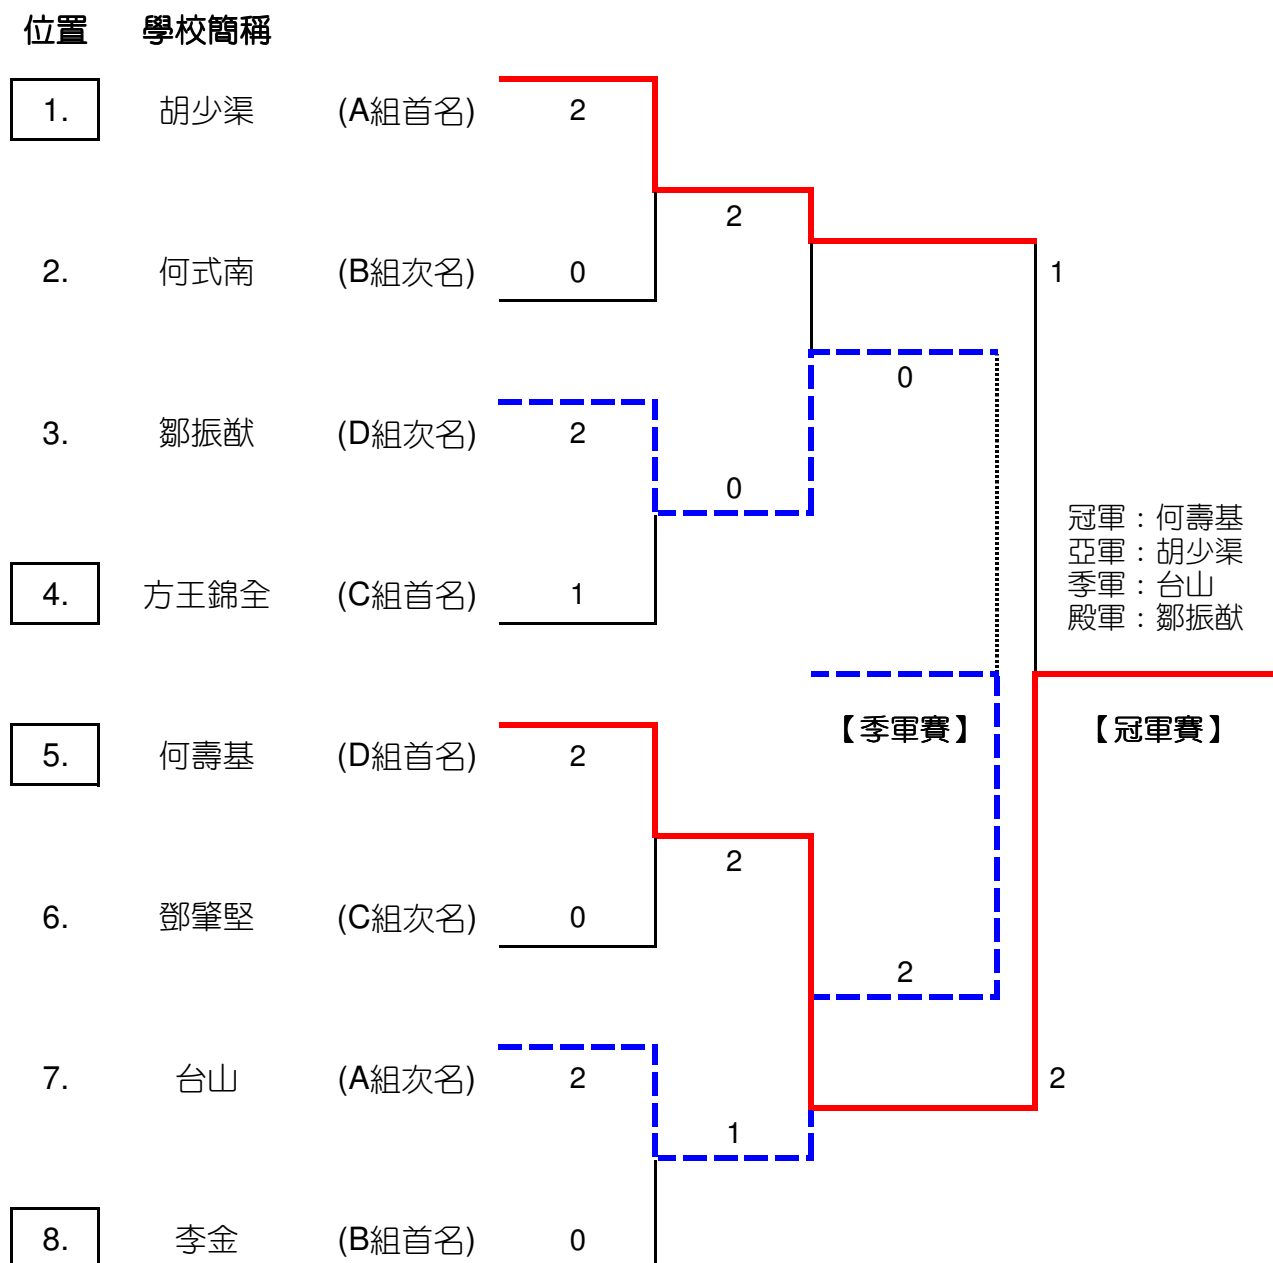 位置 學校簡稱
1. 胡少渠 (A組首名) 2
2
2. 何式南 (B組次名) 0
1
0
3. 鄒振猷 (D組次名) 2
0
冠軍：何壽基
亞軍：胡少渠
季軍：台山
殿軍：鄒振猷
4. 方王錦全 (C組首名) 1
【季軍賽】 【冠軍賽】
5. 何壽基 (D組首名) 2
2
6. 鄧肇堅 (C組次名) 0
2
7. 台山 (A組次名) 2
2
1
8. 李金 (B組首名) 0